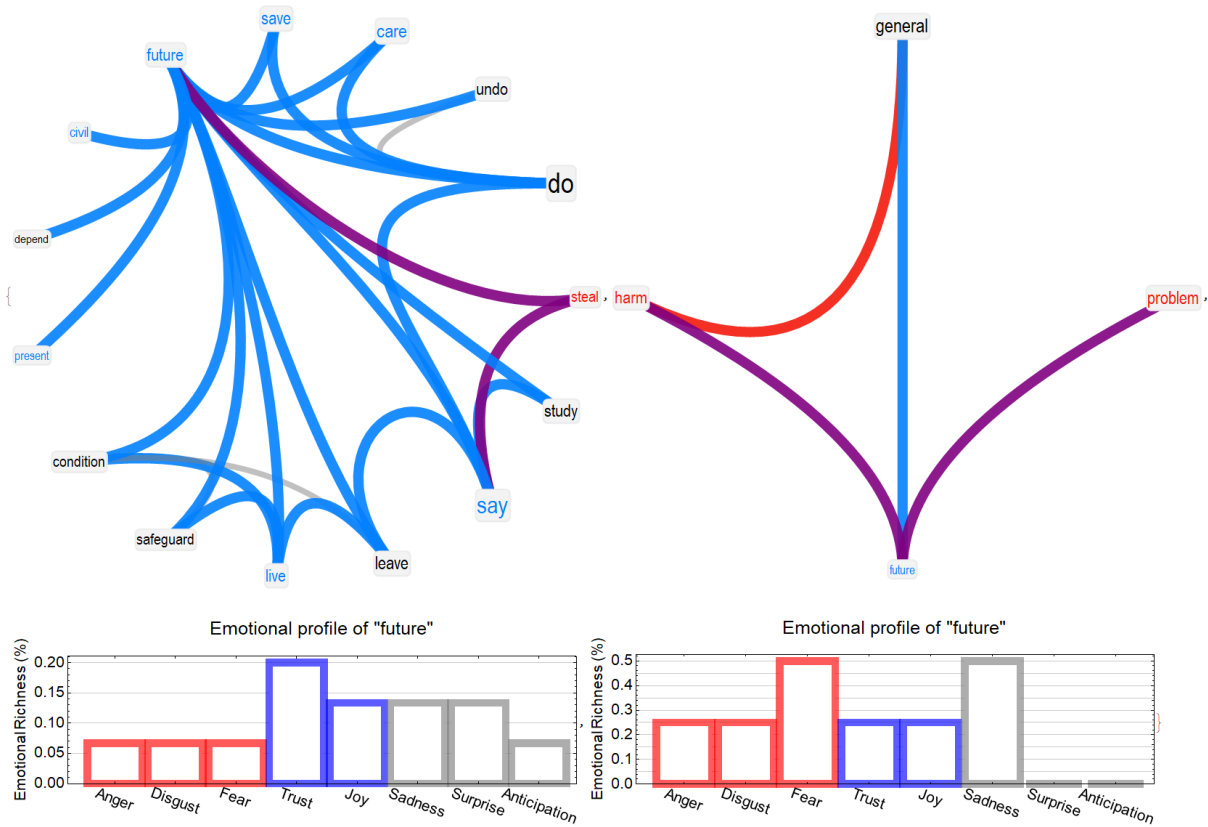 save
care
general
future
undo
civil
do
depend
{
steal
,
harm
problem
,
present
study
condition
say
safeguard
leave
live
future
Emotional profile of "future"
Emotional Richness (%)
0.20
0.15
0.10
0.05
0.00
Anger
Disgust
Fear
Trust
Joy
Sadness
Surprise
Anticipation
,
Emotional profile of "future"
Emotional Richness (%)
0.5
0.4
0.3
0.2
0.1
0.0
Anger
Disgust
Fear
Trust
Joy
Sadness
Surprise
Anticipation
}